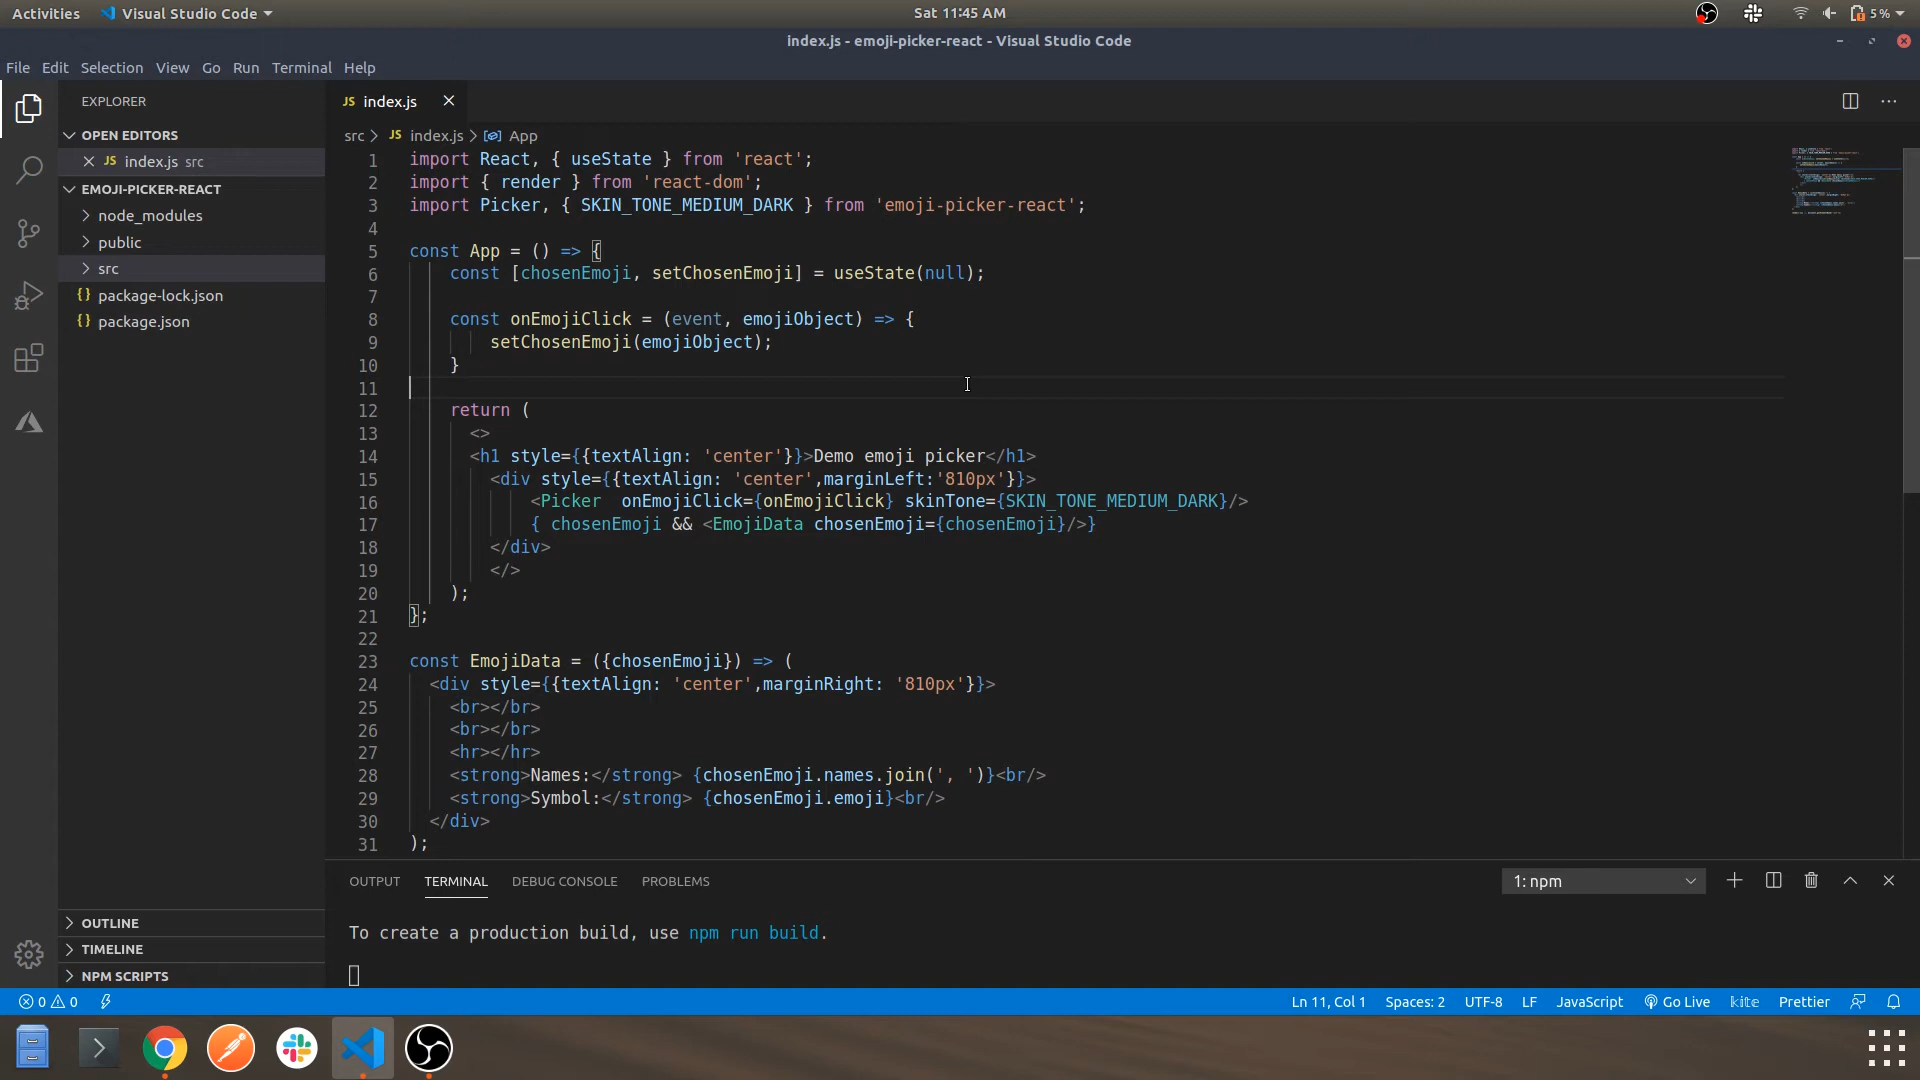 Activities Visual Studio Code Sat 11:45 AM 5%
index.js - emoji-picker-react - Visual Studio Code
File Edit Selection View Go Run Terminal Help
EXPLORER
OPEN EDITORS
JS index.js src
EMOJI-PICKER-REACT
node_modules
public
src
{} package-lock.json
{} package.json
OUTLINE
TIMELINE
NPM SCRIPTS
JS index.js
src > JS index.js > App
1 import React, { useState } from 'react';
2 import { render } from 'react-dom';
3 import Picker, { SKIN_TONE_MEDIUM_DARK } from 'emoji-picker-react';
4
5 const App = () => {
6 const [chosenEmoji, setChosenEmoji] = useState(null);
7
8 const onEmojiClick = (event, emojiObject) => {
9 setChosenEmoji(emojiObject);
10 }
11
12 return (
13 <>
14 <h1 style={{textAlign: 'center'}}>Demo emoji picker</h1>
15 <div style={{textAlign: 'center',marginLeft:'810px'}}>
16 <Picker  onEmojiClick={onEmojiClick} skinTone={SKIN_TONE_MEDIUM_DARK}/>
17 { chosenEmoji && <EmojiData chosenEmoji={chosenEmoji}/>}
18 </div>
19 </>
20 );
21 };
22
23 const EmojiData = ({chosenEmoji}) => (
24 <div style={{textAlign: 'center',marginRight: '810px'}}>
25 <br></br>
26 <br></br>
27 <hr></hr>
28 <strong>Names:</strong> {chosenEmoji.names.join(', ')}<br/>
29 <strong>Symbol:</strong> {chosenEmoji.emoji}<br/>
30 </div>
31 );
OUTPUT TERMINAL DEBUG CONSOLE PROBLEMS 1: npm
To create a production build, use npm run build.
0 0 Ln 11, Col 1 Spaces: 2 UTF-8 LF JavaScript Go Live kite Prettier